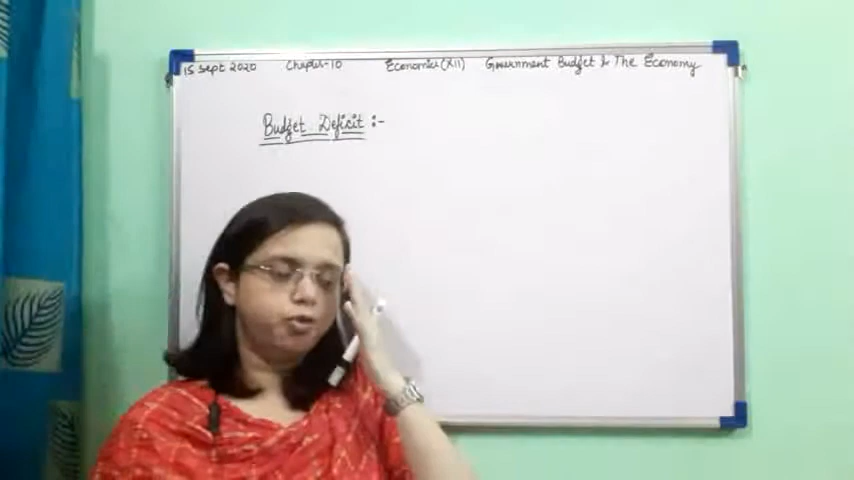 15 Sept 2020 Chapter-10 Economics (XII) Government Budget & The Economy
Budget Deficit :-